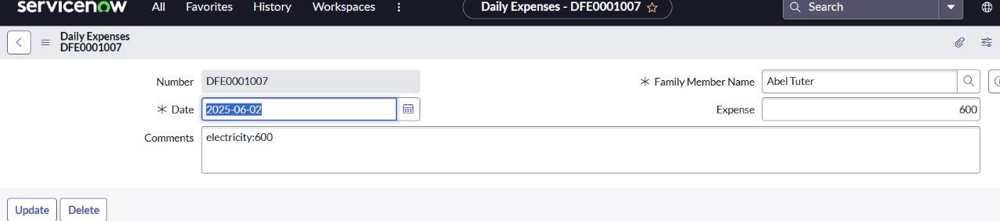 servicenow All Favorites History Workspaces Daily Expenses - DFE0001007 Search
Daily Expenses
DFE0001007
Number DFE0001007 Family Member Name Abel Tuter
Date 2025-06-02 Expense 600
Comments electricity:600
Update Delete